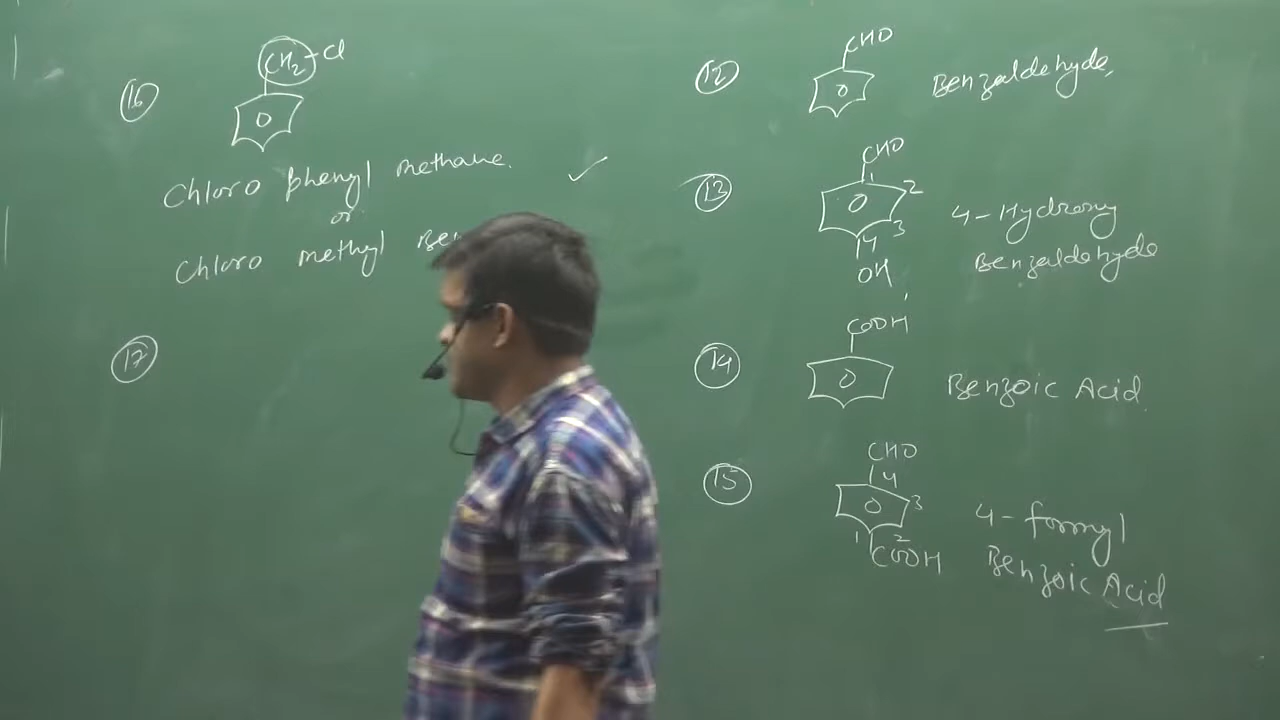 16
CH2-Cl
Chloro phenyl methane.
or
Chloro methyl
17
12
CHO
Benzaldehyde,
13
CHO
1
2
3
4
OH
4-Hydroxy
Benzaldehyde
14
COOH
Benzoic Acid.
15
CHO
4
3
2
1
COOH
4-formyl
Benzoic Acid